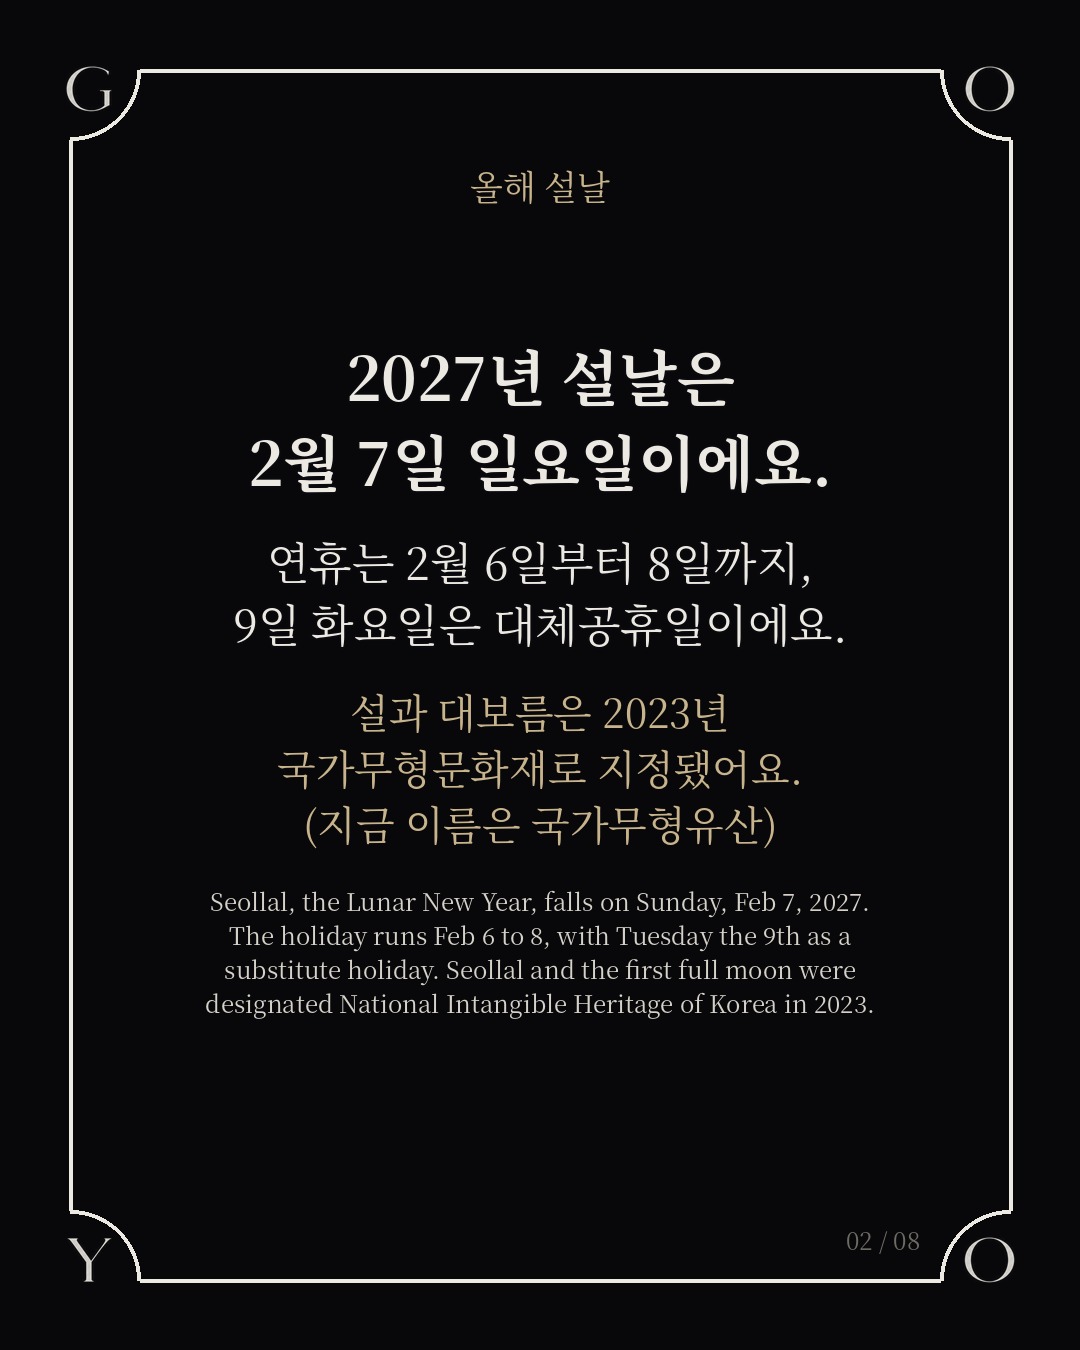 G
O
올해 설날
2027년 설날은
2월 7일 일요일이에요.
연휴는 2월 6일부터 8일까지,
9일 화요일은 대체공휴일이에요.
설과 대보름은 2023년
국가무형문화재로 지정됐어요.
(지금 이름은 국가무형유산)
Seollal, the Lunar New Year, falls on Sunday, Feb 7, 2027.
The holiday runs Feb 6 to 8, with Tuesday the 9th as a
substitute holiday. Seollal and the first full moon were
designated National Intangible Heritage of Korea in 2023.
02 / 08
Y
O